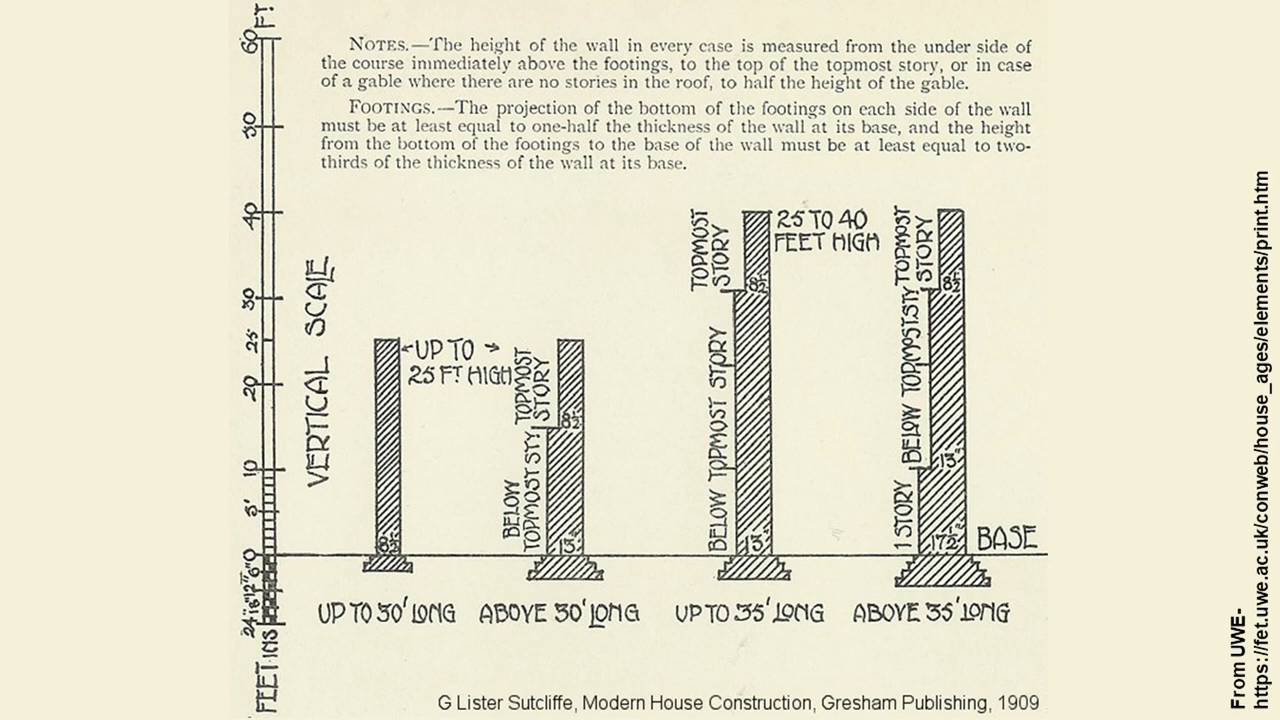 NOTES.—The height of the wall in every case is measured from the under side of
the course immediately above the footings, to the top of the topmost story, or in case
of a gable where there are no stories in the roof, to half the height of the gable.
FOOTINGS.—The projection of the bottom of the footings on each side of the wall
must be at least equal to one-half the thickness of the wall at its base, and the height
from the bottom of the footings to the base of the wall must be at least equal to two-
thirds of the thickness of the wall at its base.
FT.
60
50
40
30
25
20
10
5'
0
6"
12"
18"
24"
FEET INS
VERTICAL SCALE
UP TO
25 FT HIGH
8½
TOPMOST
STORY
8½
BELOW
TOPMOST STY
13"
TOPMOST
STORY
25 TO 40
FEET HIGH
8½
BELOW TOPMOST STORY
13"
TOPMOST
STORY
8½
BELOW TOPMOST STY
13"
1 STORY
17½"
BASE
UP TO 30' LONG
ABOVE 30' LONG
UP TO 35' LONG
ABOVE 35' LONG
G Lister Sutcliffe, Modern House Construction, Gresham Publishing, 1909
From UWE-
https://fet.uwe.ac.uk/conweb/house_ages/elements/print.htm